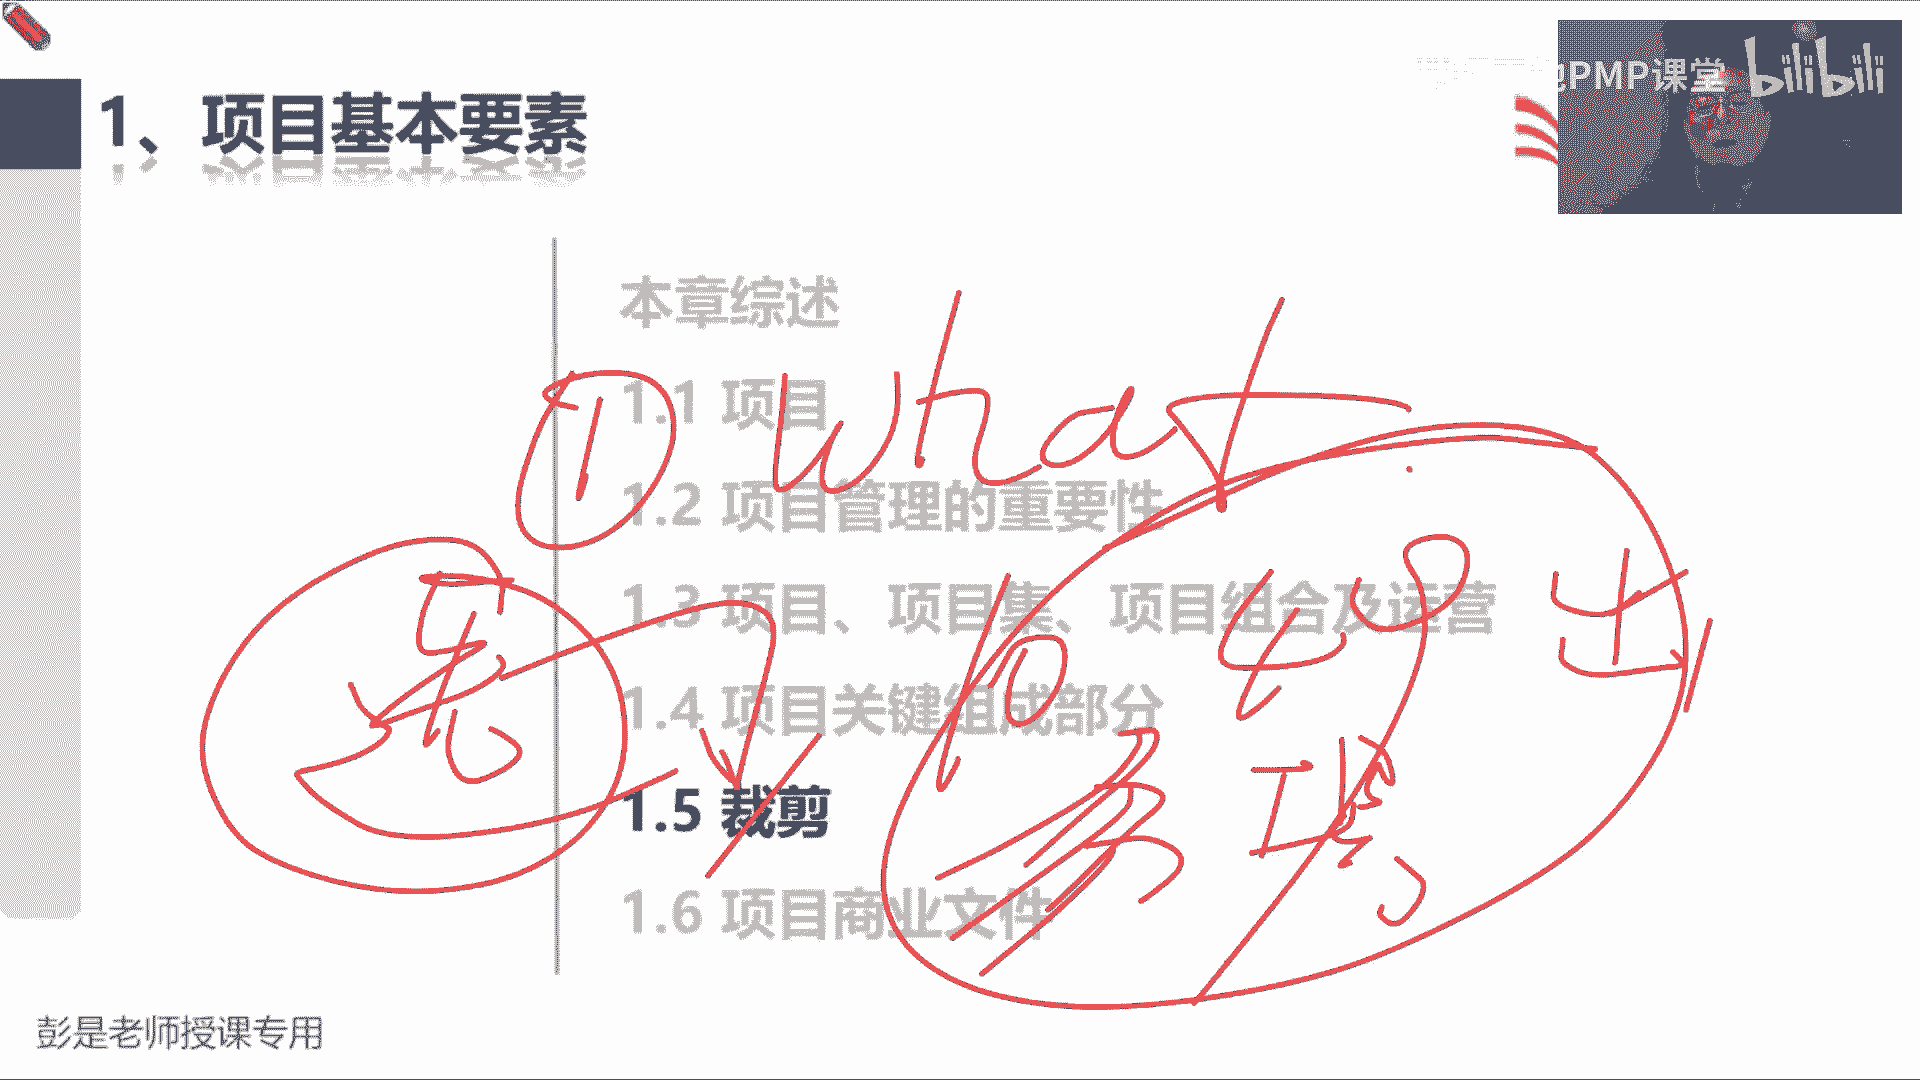 PMP课堂 bilibili
1、项目基本要素
本章综述
1.1 项目
① what
1.2 项目管理的重要性
1.3 项目、项目集、项目组合及运营
10 49 出
1.4 项目关键组成部分
1.5 裁剪
1.6 项目商业文件
彭是老师授课专用